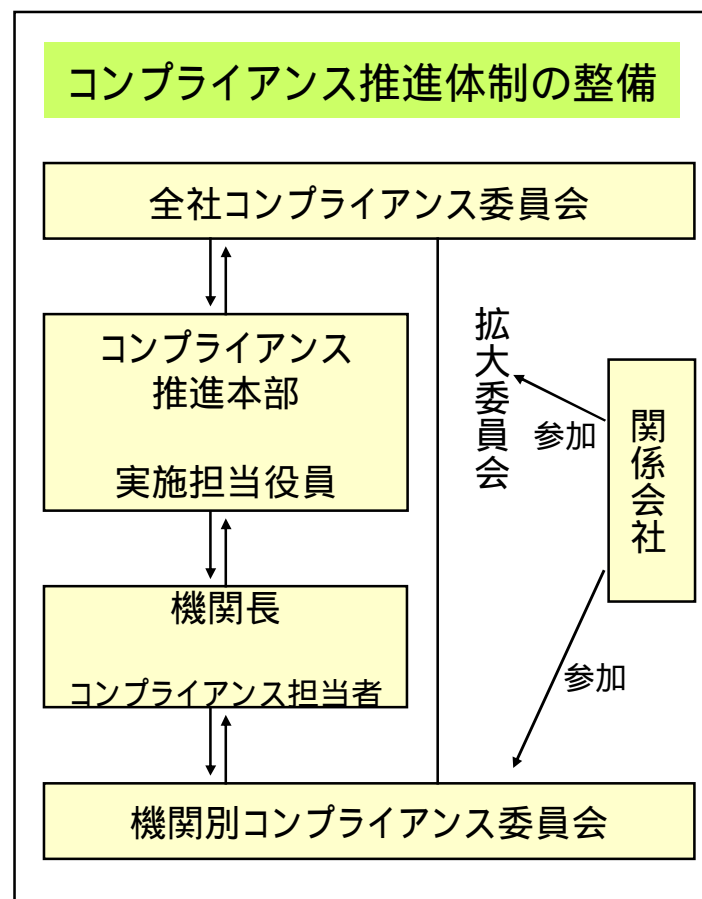 コンプライアンス推進体制の整備
全社コンプライアンス委員会
コンプライアンス
推進本部
実施担当役員
拡大委員会
参加
関係会社
機関長
コンプライアンス担当者
参加
機関別コンプライアンス委員会